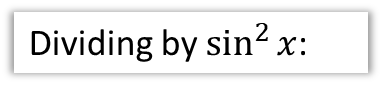 Dividing by sin² x: